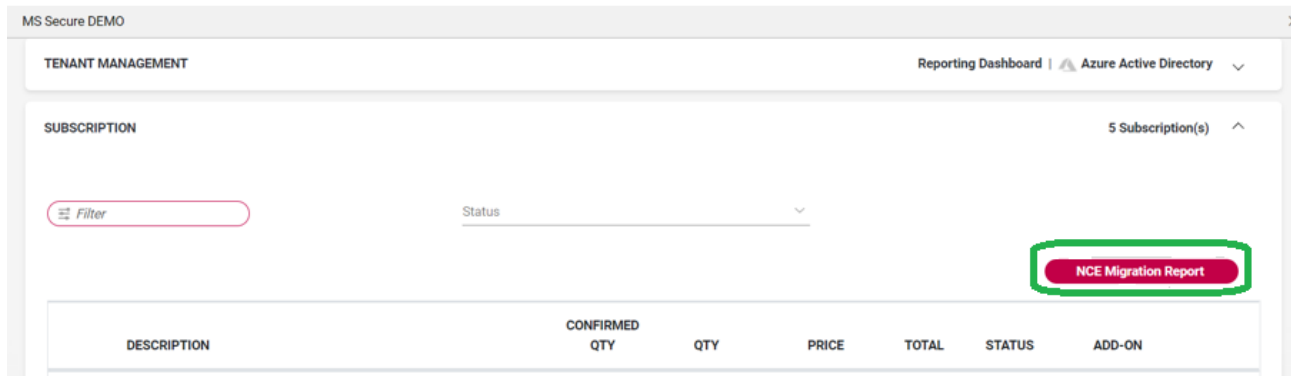 MS Secure DEMO
TENANT MANAGEMENT Reporting Dashboard | Azure Active Directory
SUBSCRIPTION 5 Subscription(s)
Filter Status
NCE Migration Report
CONFIRMED
DESCRIPTION QTY QTY PRICE TOTAL STATUS ADD-ON